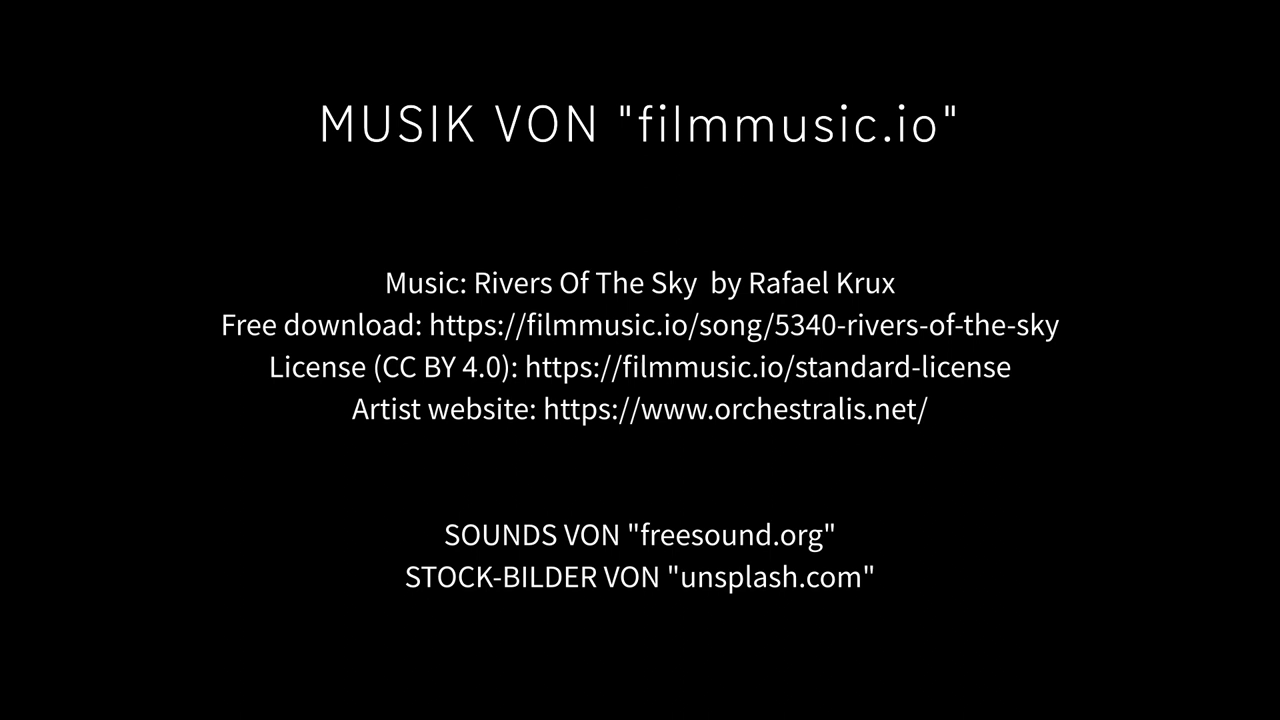 MUSIK VON "filmmusic.io"
Music: Rivers Of The Sky  by Rafael Krux
Free download: https://filmmusic.io/song/5340-rivers-of-the-sky
License (CC BY 4.0): https://filmmusic.io/standard-license
Artist website: https://www.orchestralis.net/
SOUNDS VON "freesound.org"
STOCK-BILDER VON "unsplash.com"